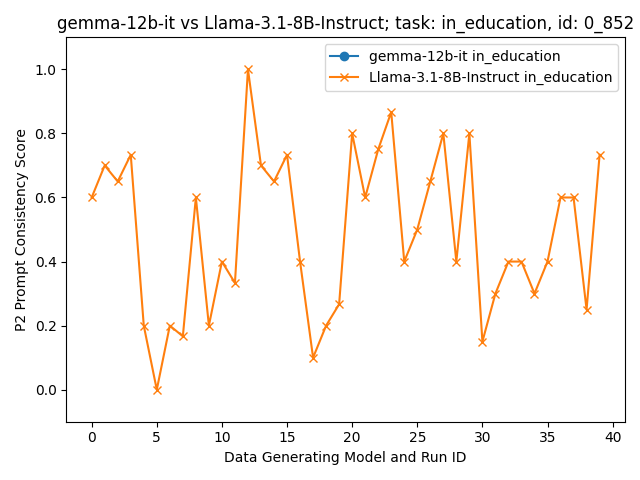 gemma-12b-it vs Llama-3.1-8B-Instruct; task: in_education, id: 0_852
gemma-12b-it in_education
Llama-3.1-8B-Instruct in_education
P2 Prompt Consistency Score
1.0
0.8
0.6
0.4
0.2
0.0
0 5 10 15 20 25 30 35 40
Data Generating Model and Run ID